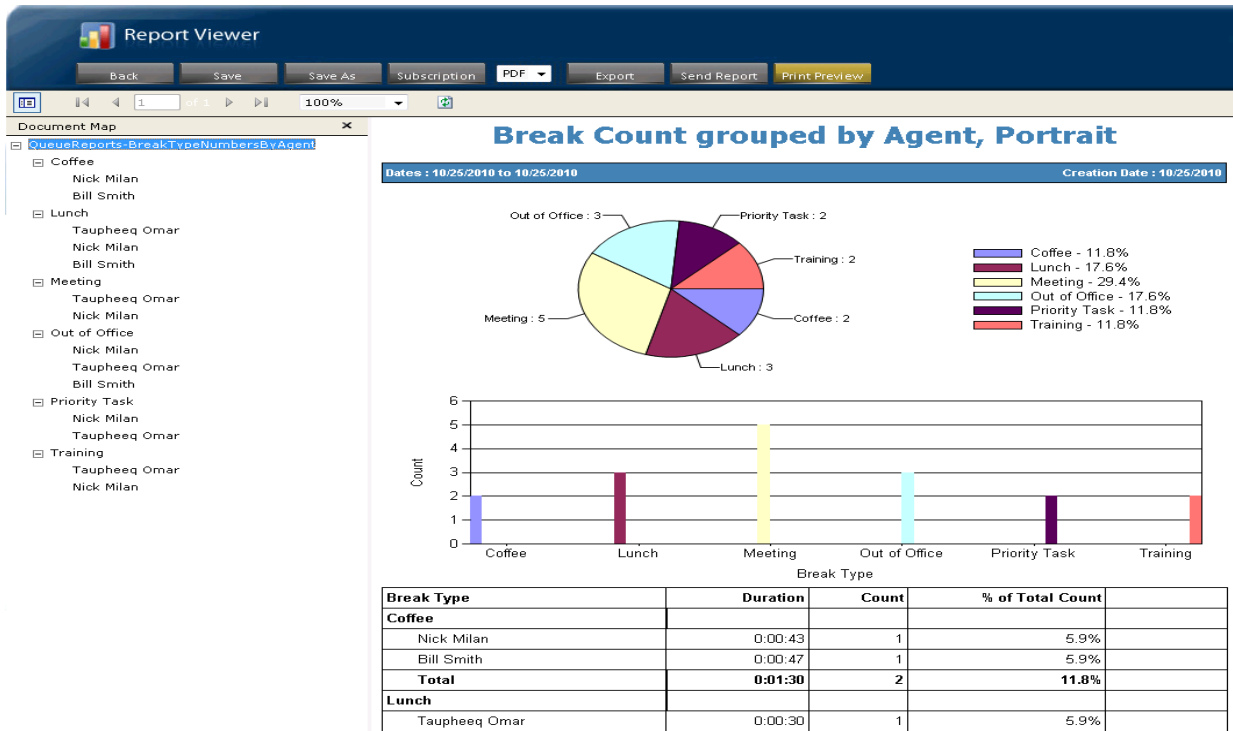 Report Viewer
Back Save Save As Subscription PDF Export Send Report Print Preview
1 of 1 100%
Document Map ×
QueueReports-BreakTypeNumbersByAgent
Coffee
Nick Milan
Bill Smith
Lunch
Taupheeq Omar
Nick Milan
Bill Smith
Meeting
Taupheeq Omar
Nick Milan
Out of Office
Nick Milan
Taupheeq Omar
Bill Smith
Priority Task
Nick Milan
Taupheeq Omar
Training
Taupheeq Omar
Nick Milan
Break Count grouped by Agent, Portrait
Dates : 10/25/2010 to 10/25/2010 Creation Date : 10/25/2010
Out of Office : 3
Priority Task : 2
Training : 2
Meeting : 5
Coffee : 2
Lunch : 3
Coffee - 11.8%
Lunch - 17.6%
Meeting - 29.4%
Out of Office - 17.6%
Priority Task - 11.8%
Training - 11.8%
6
5
4
3
2
1
0
Count
Coffee Lunch Meeting Out of Office Priority Task Training
Break Type
Break Type Duration Count % of Total Count
Coffee
Nick Milan 0:00:43 1 5.9%
Bill Smith 0:00:47 1 5.9%
Total 0:01:30 2 11.8%
Lunch
Taupheeq Omar 0:00:30 1 5.9%